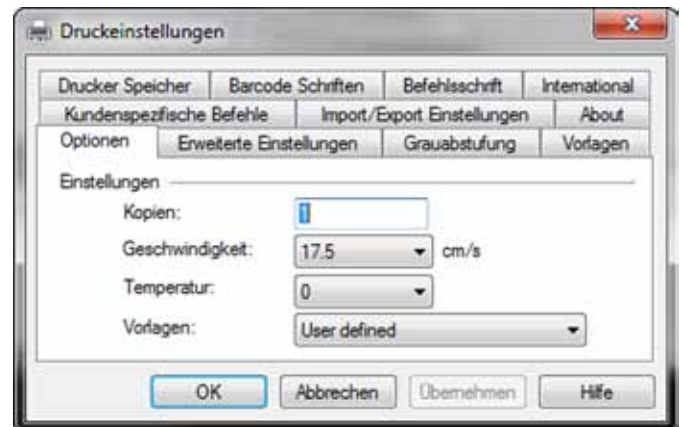 Druckeinstellungen
Drucker Speicher Barcode Schriften Befehlsschrift International
Kundenspezifische Befehle Import/Export Einstellungen About
Optionen Erweiterte Einstellungen Grauabstufung Vorlagen
Einstellungen
Kopien: 1
Geschwindigkeit: 17.5 cm/s
Temperatur: 0
Vorlagen: User defined
OK Abbrechen Übernehmen Hilfe